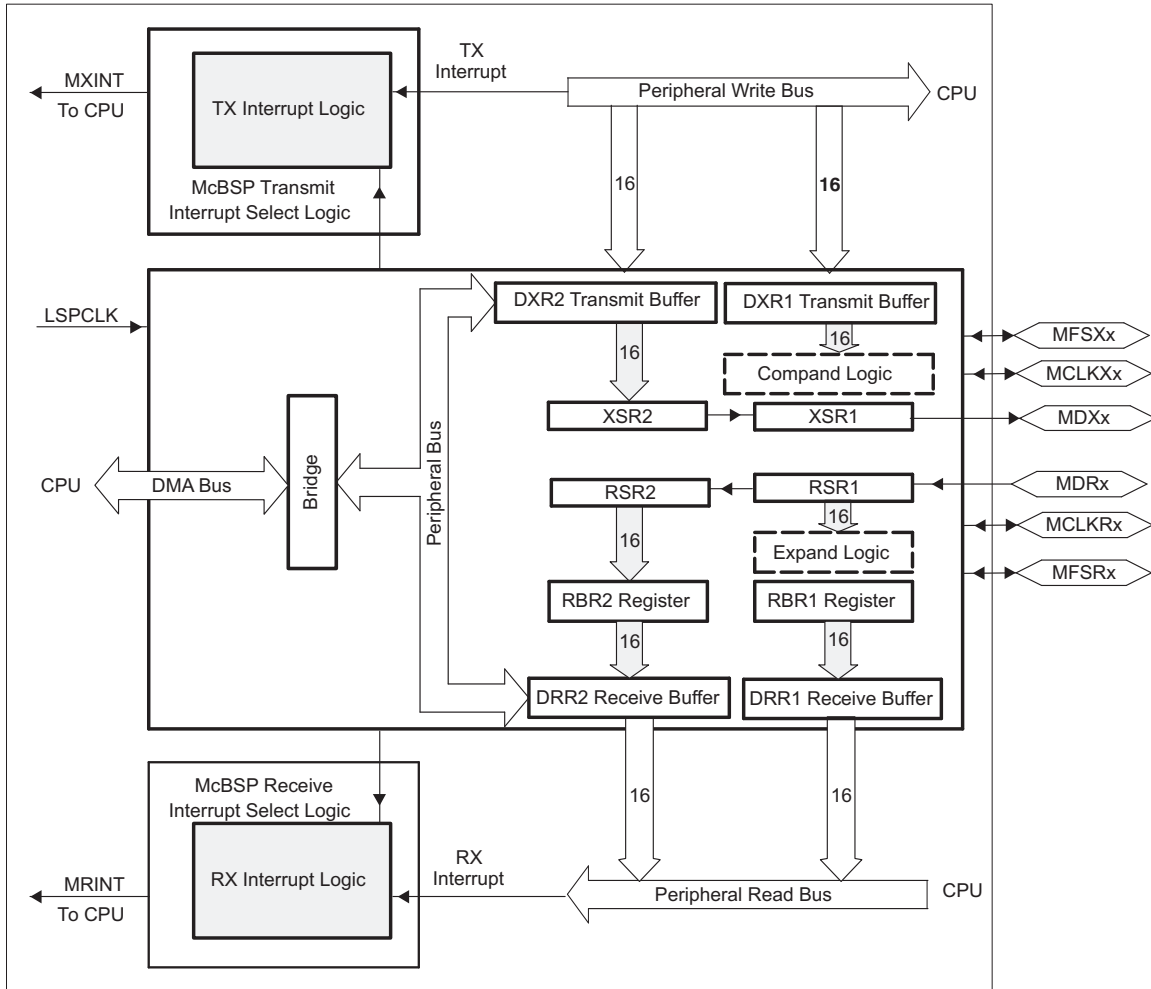 TX
Interrupt
MXINT
To CPU
TX Interrupt Logic
Peripheral Write Bus
CPU
McBSP Transmit
Interrupt Select Logic
16
16
LSPCLK
DXR2 Transmit Buffer
DXR1 Transmit Buffer
MFSXx
16
16
Compand Logic
MCLKXx
XSR2
XSR1
MDXx
CPU
DMA Bus
Bridge
Peripheral Bus
RSR2
RSR1
MDRx
16
16
MCLKRx
Expand Logic
MFSRx
RBR2 Register
RBR1 Register
16
16
DRR2 Receive Buffer
DRR1 Receive Buffer
McBSP Receive
Interrupt Select Logic
16
16
RX Interrupt Logic
RX
Interrupt
MRINT
To CPU
Peripheral Read Bus
CPU